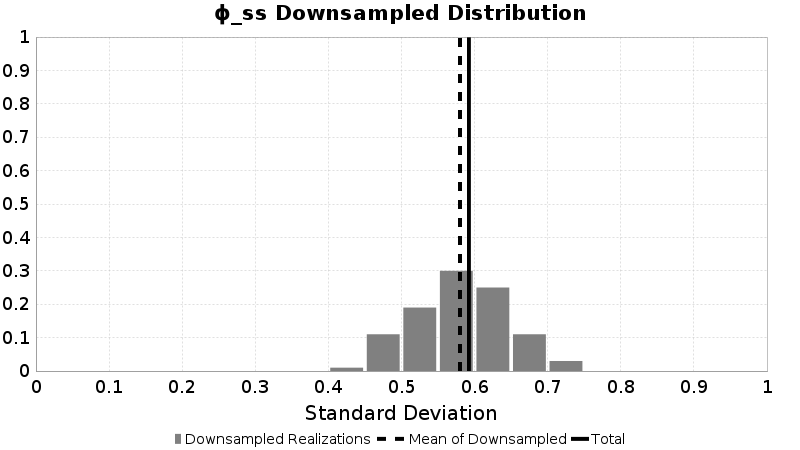 ϕ_ss Downsampled Distribution
1
0.9
0.8
0.7
0.6
0.5
0.4
0.3
0.2
0.1
0
0 0.1 0.2 0.3 0.4 0.5 0.6 0.7 0.8 0.9 1
Standard Deviation
Downsampled Realizations Mean of Downsampled Total